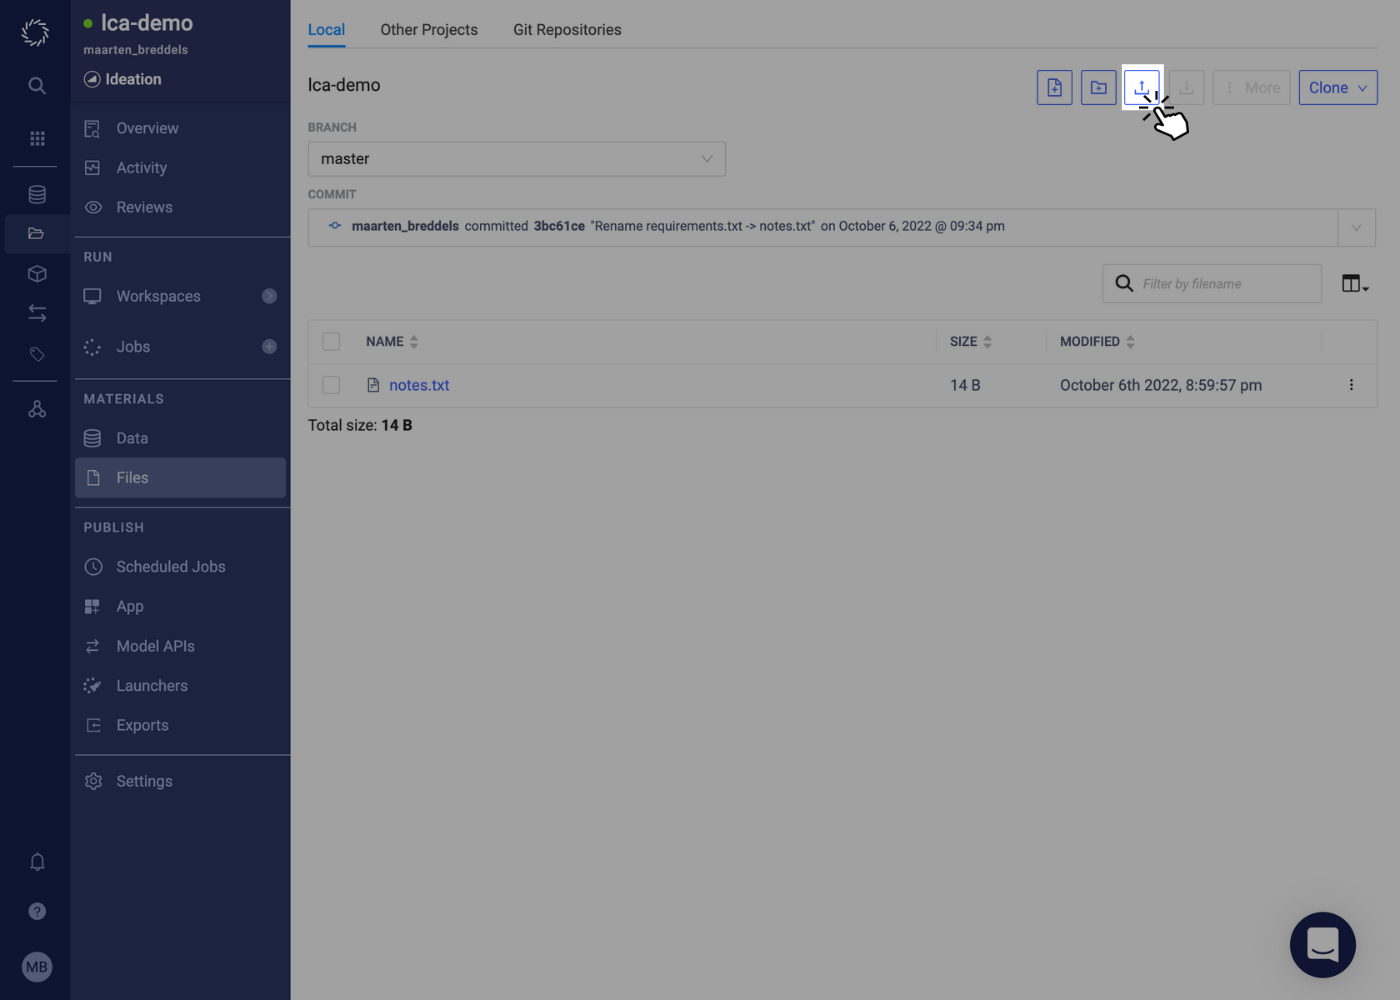 lca-demo
maarten_breddels
Ideation
Overview
Activity
Reviews
RUN
Workspaces
Jobs
MATERIALS
Data
Files
PUBLISH
Scheduled Jobs
App
Model APIs
Launchers
Exports
Settings
MB
Local Other Projects Git Repositories
lca-demo
More Clone
BRANCH
master
COMMIT
maarten_breddels committed 3bc61ce "Rename requirements.txt -> notes.txt" on October 6, 2022 @ 09:34 pm
Filter by filename
NAME SIZE MODIFIED
notes.txt 14 B October 6th 2022, 8:59:57 pm
Total size: 14 B